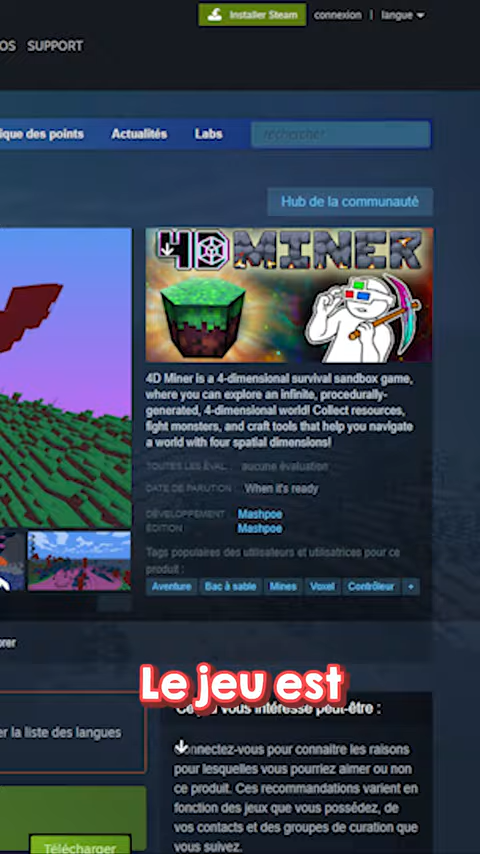 Installer Steam connexion | langue
OS SUPPORT
ique des points Actualités Labs rechercher
Hub de la communauté
4D MINER
4D Miner is a 4-dimensional survival sandbox game,
where you can explore an infinite, procedurally-
generated, 4-dimensional world! Collect resources,
fight monsters, and craft tools that help you navigate
a world with four spatial dimensions!
TOUTES LES ÉVAL. aucune évaluation
DATE DE PARUTION : When it's ready
DÉVELOPPEMENT : Mashpoe
ÉDITION : Mashpoe
Tags populaires des utilisateurs et utilisatrices pour ce
produit :
Aventure Bac à sable Mines Voxel Contrôleur +
orer
Le jeu est
vous intéresse peut-être :
er la liste des langues
nnectez-vous pour connaitre les raisons
pour lesquelles vous pourriez aimer ou non
ce produit. Ces recommandations varient en
fonction des jeux que vous possédez, de
vos contacts et des groupes de curation que
vous suivez.
Télécharger